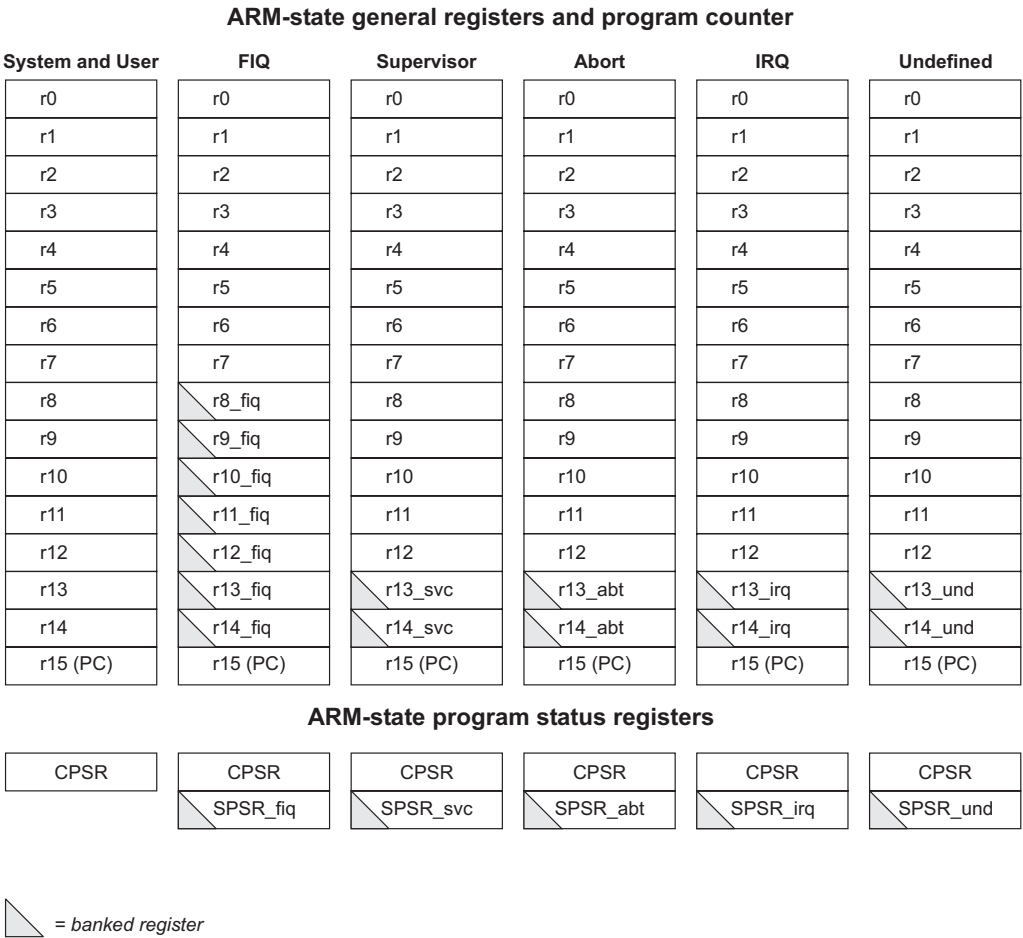 ARM-state general registers and program counter
System and User FIQ Supervisor Abort IRQ Undefined
r0 r0 r0 r0 r0 r0
r1 r1 r1 r1 r1 r1
r2 r2 r2 r2 r2 r2
r3 r3 r3 r3 r3 r3
r4 r4 r4 r4 r4 r4
r5 r5 r5 r5 r5 r5
r6 r6 r6 r6 r6 r6
r7 r7 r7 r7 r7 r7
r8 r8_fiq r8 r8 r8 r8
r9 r9_fiq r9 r9 r9 r9
r10 r10_fiq r10 r10 r10 r10
r11 r11_fiq r11 r11 r11 r11
r12 r12_fiq r12 r12 r12 r12
r13 r13_fiq r13_svc r13_abt r13_irq r13_und
r14 r14_fiq r14_svc r14_abt r14_irq r14_und
r15 (PC) r15 (PC) r15 (PC) r15 (PC) r15 (PC) r15 (PC)
ARM-state program status registers
CPSR CPSR CPSR CPSR CPSR CPSR
SPSR_fiq SPSR_svc SPSR_abt SPSR_irq SPSR_und
= banked register